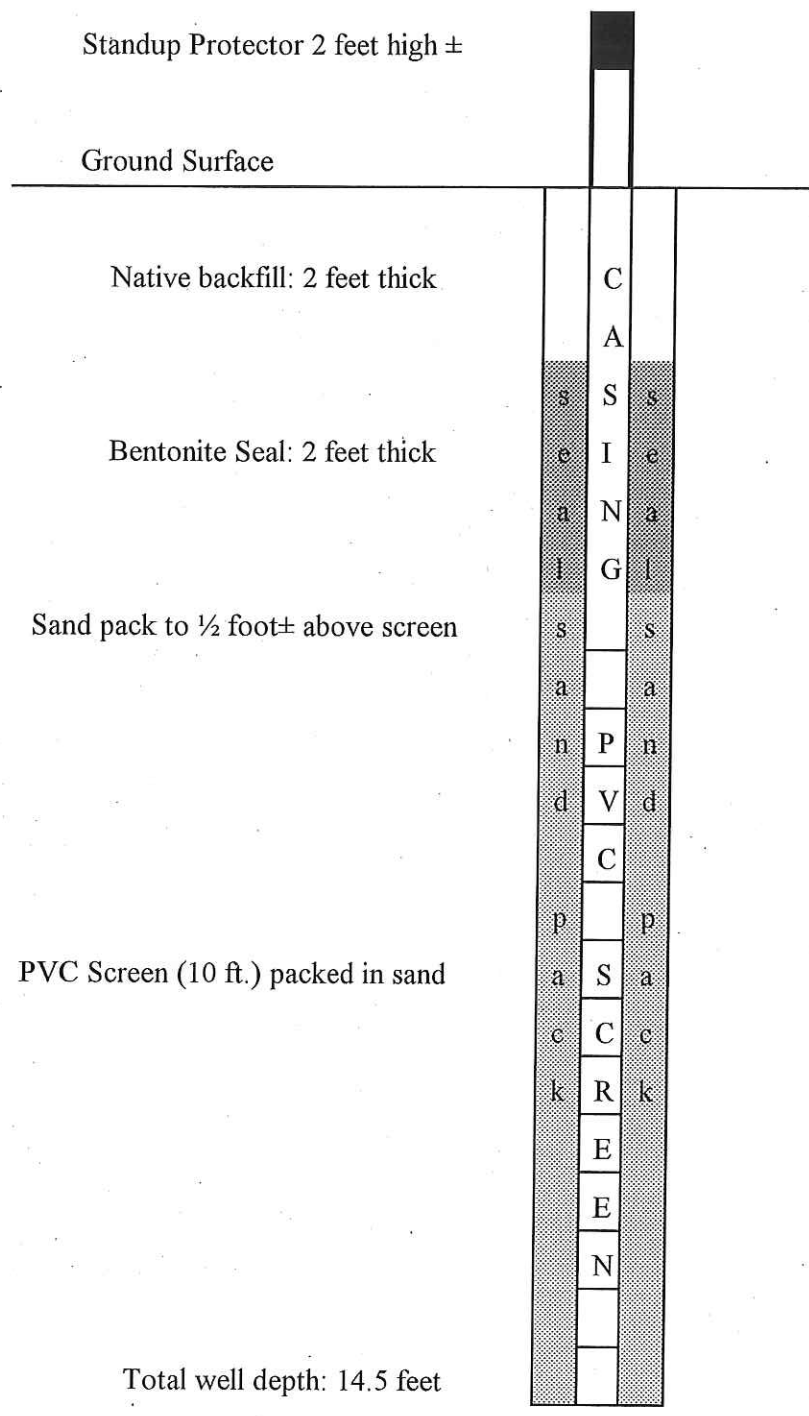 Standup Protector 2 feet high ±
Ground Surface
Native backfill: 2 feet thick
Bentonite Seal: 2 feet thick
Sand pack to ½ foot± above screen
PVC Screen (10 ft.) packed in sand
Total well depth: 14.5 feet
CASING
PVC SCREEN
seal
sand pack
seal
sand pack